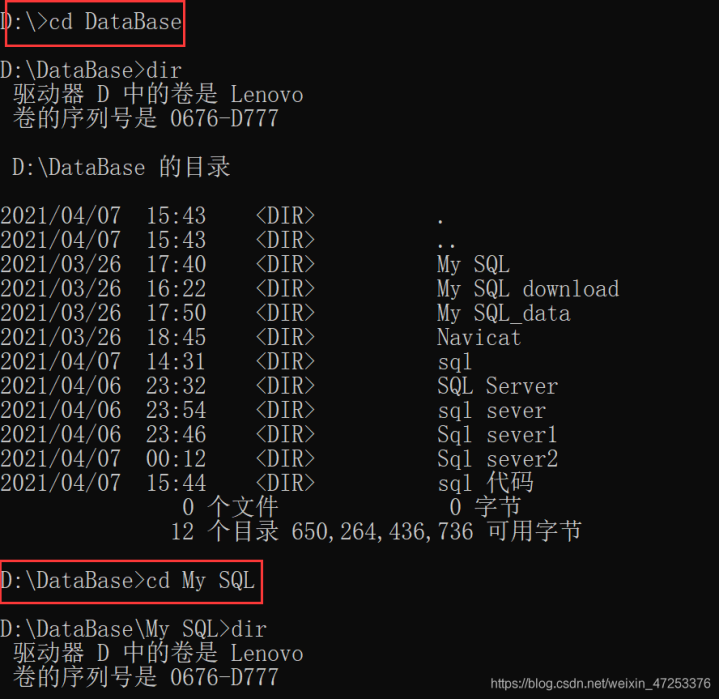 D:\>cd DataBase
D:\DataBase>dir
驱动器 D 中的卷是 Lenovo
卷的序列号是 0676-D777
D:\DataBase 的目录
2021/04/07  15:43    <DIR>          .
2021/04/07  15:43    <DIR>          ..
2021/03/26  17:40    <DIR>          My SQL
2021/03/26  16:22    <DIR>          My SQL download
2021/03/26  17:50    <DIR>          My SQL_data
2021/03/26  18:45    <DIR>          Navicat
2021/04/07  14:31    <DIR>          sql
2021/04/06  23:32    <DIR>          SQL Server
2021/04/06  23:54    <DIR>          sql sever
2021/04/06  23:46    <DIR>          Sql sever1
2021/04/07  00:12    <DIR>          Sql sever2
2021/04/07  15:44    <DIR>          sql 代码
0 个文件              0 字节
12 个目录 650,264,436,736 可用字节
D:\DataBase>cd My SQL
D:\DataBase\My SQL>dir
驱动器 D 中的卷是 Lenovo
卷的序列号是 0676-D777
https://blog.csdn.net/weixin_47253376